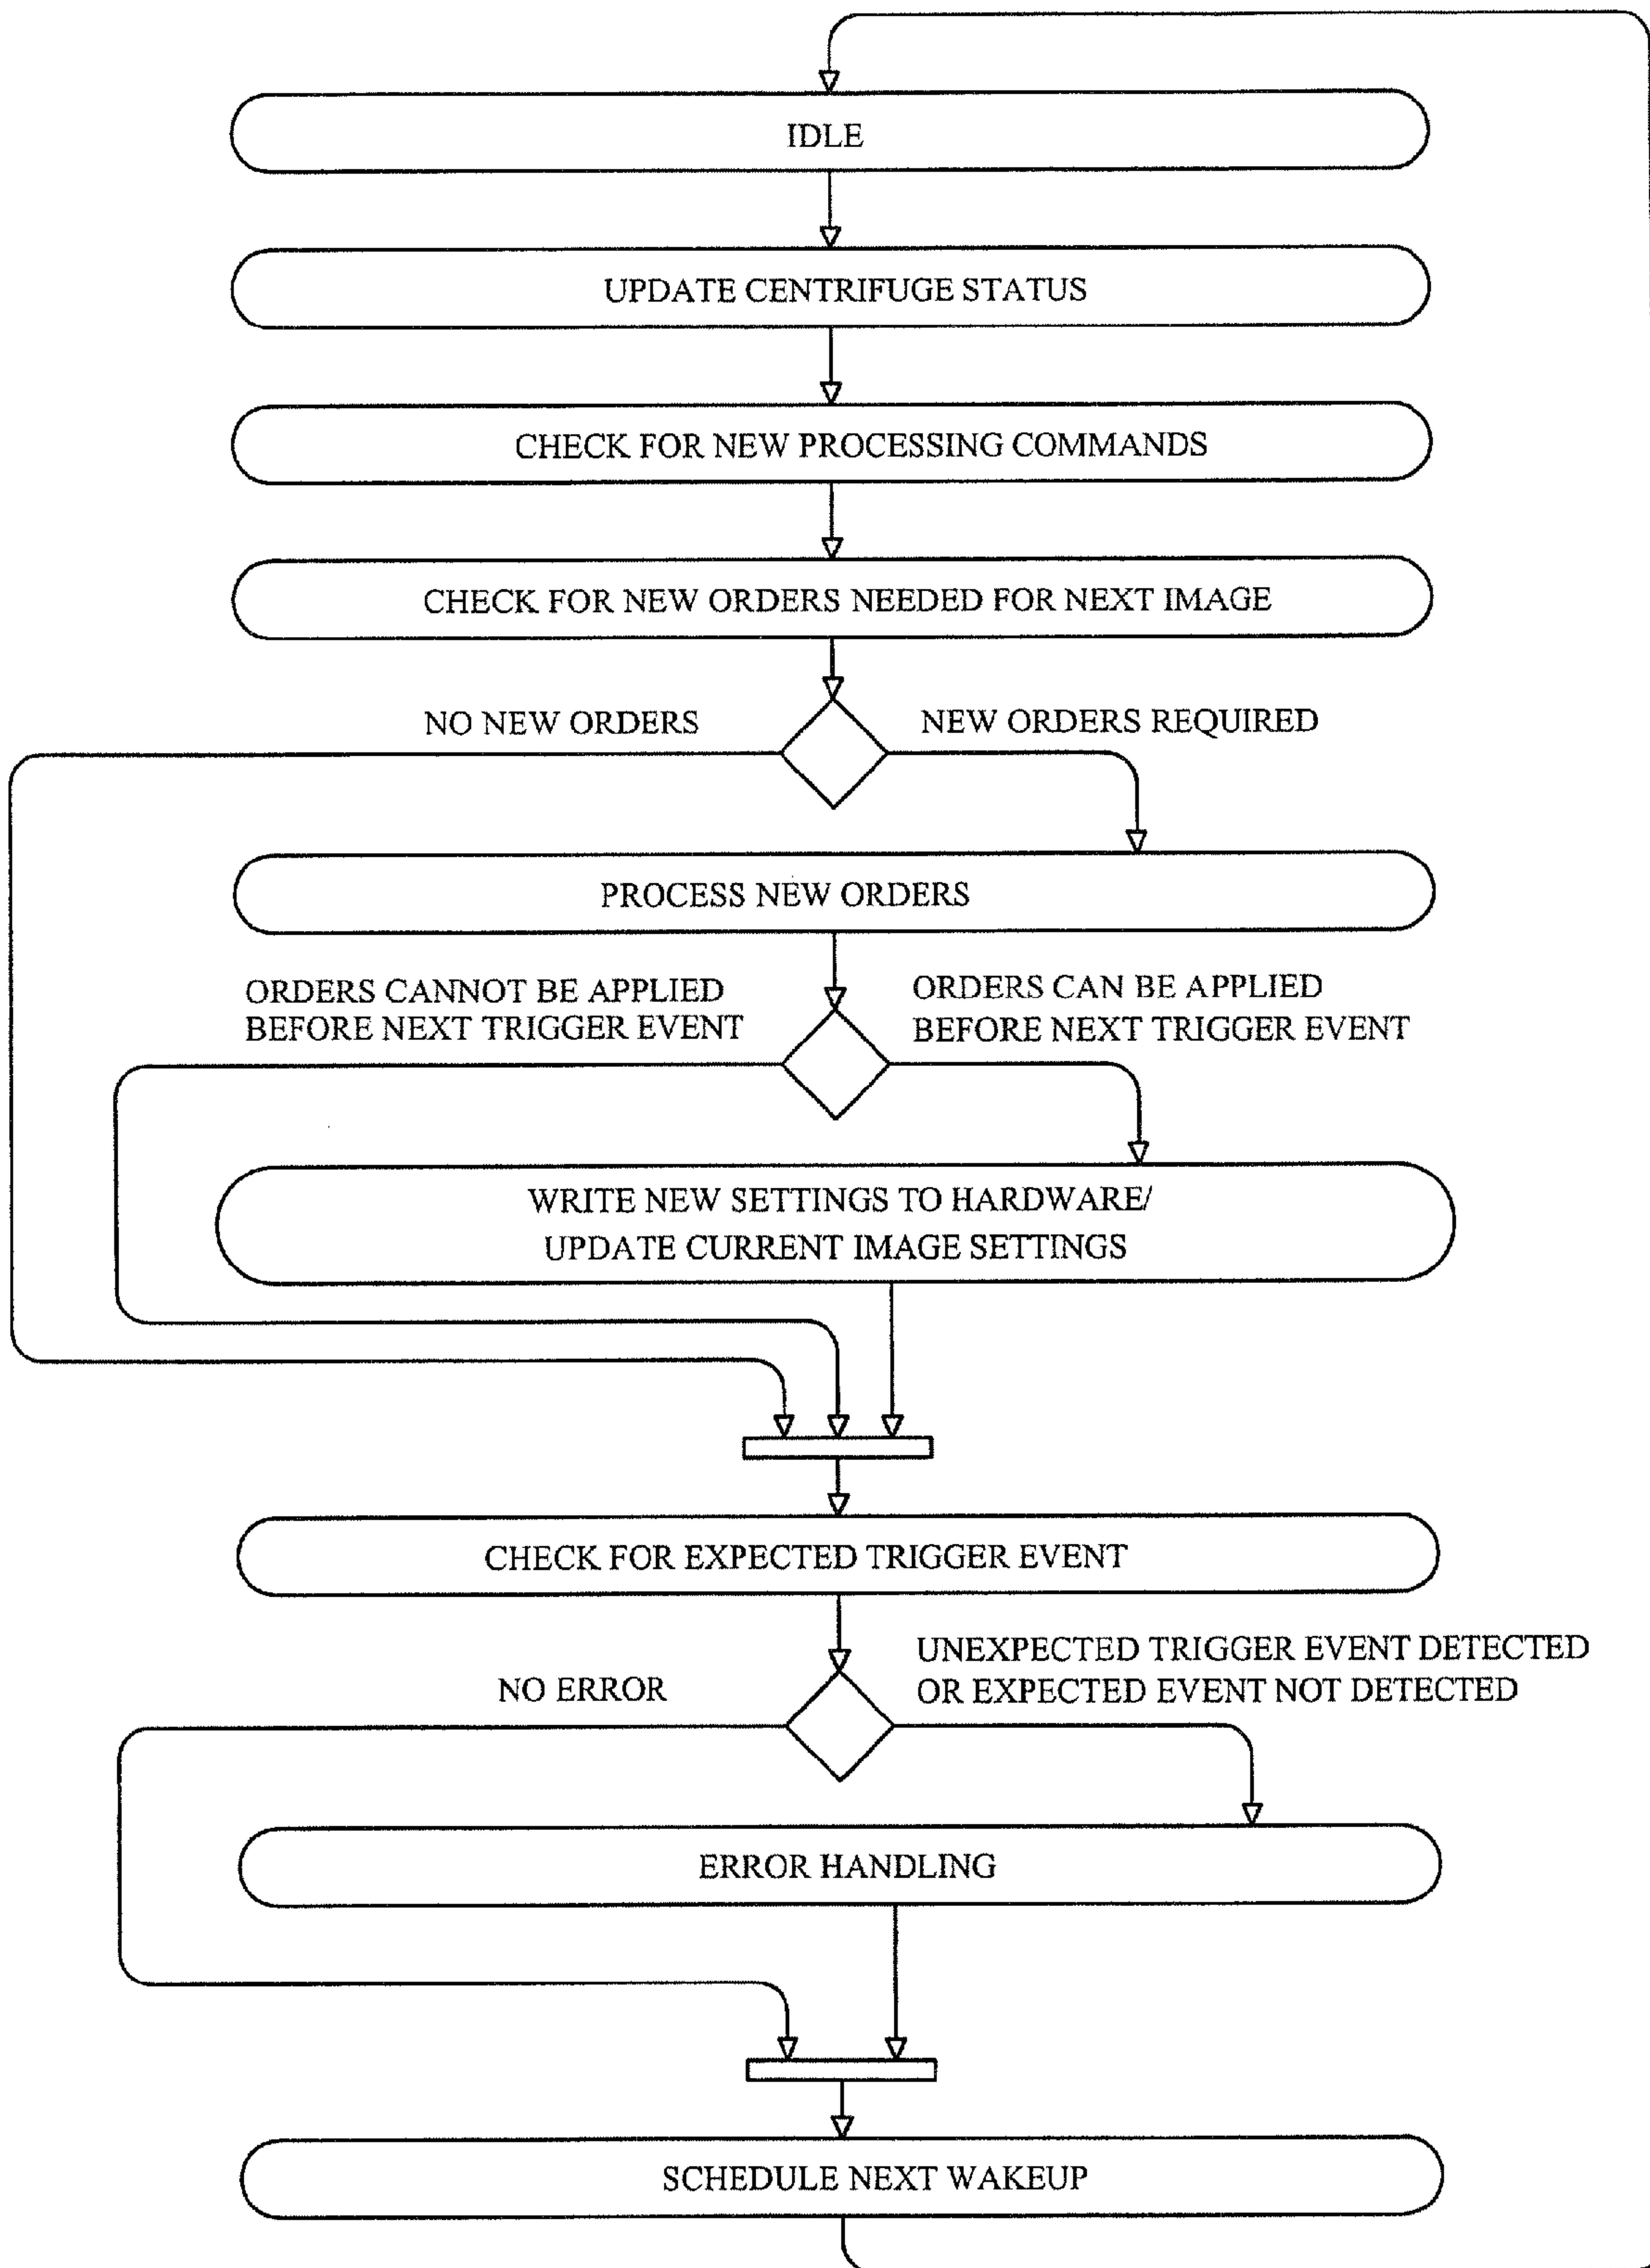 IDLE
UPDATE CENTRIFUGE STATUS
CHECK FOR NEW PROCESSING COMMANDS
CHECK FOR NEW ORDERS NEEDED FOR NEXT IMAGE
NO NEW ORDERS
NEW ORDERS REQUIRED
PROCESS NEW ORDERS
ORDERS CANNOT BE APPLIED
BEFORE NEXT TRIGGER EVENT
ORDERS CAN BE APPLIED
BEFORE NEXT TRIGGER EVENT
WRITE NEW SETTINGS TO HARDWARE/
UPDATE CURRENT IMAGE SETTINGS
CHECK FOR EXPECTED TRIGGER EVENT
NO ERROR
UNEXPECTED TRIGGER EVENT DETECTED
OR EXPECTED EVENT NOT DETECTED
ERROR HANDLING
SCHEDULE NEXT WAKEUP